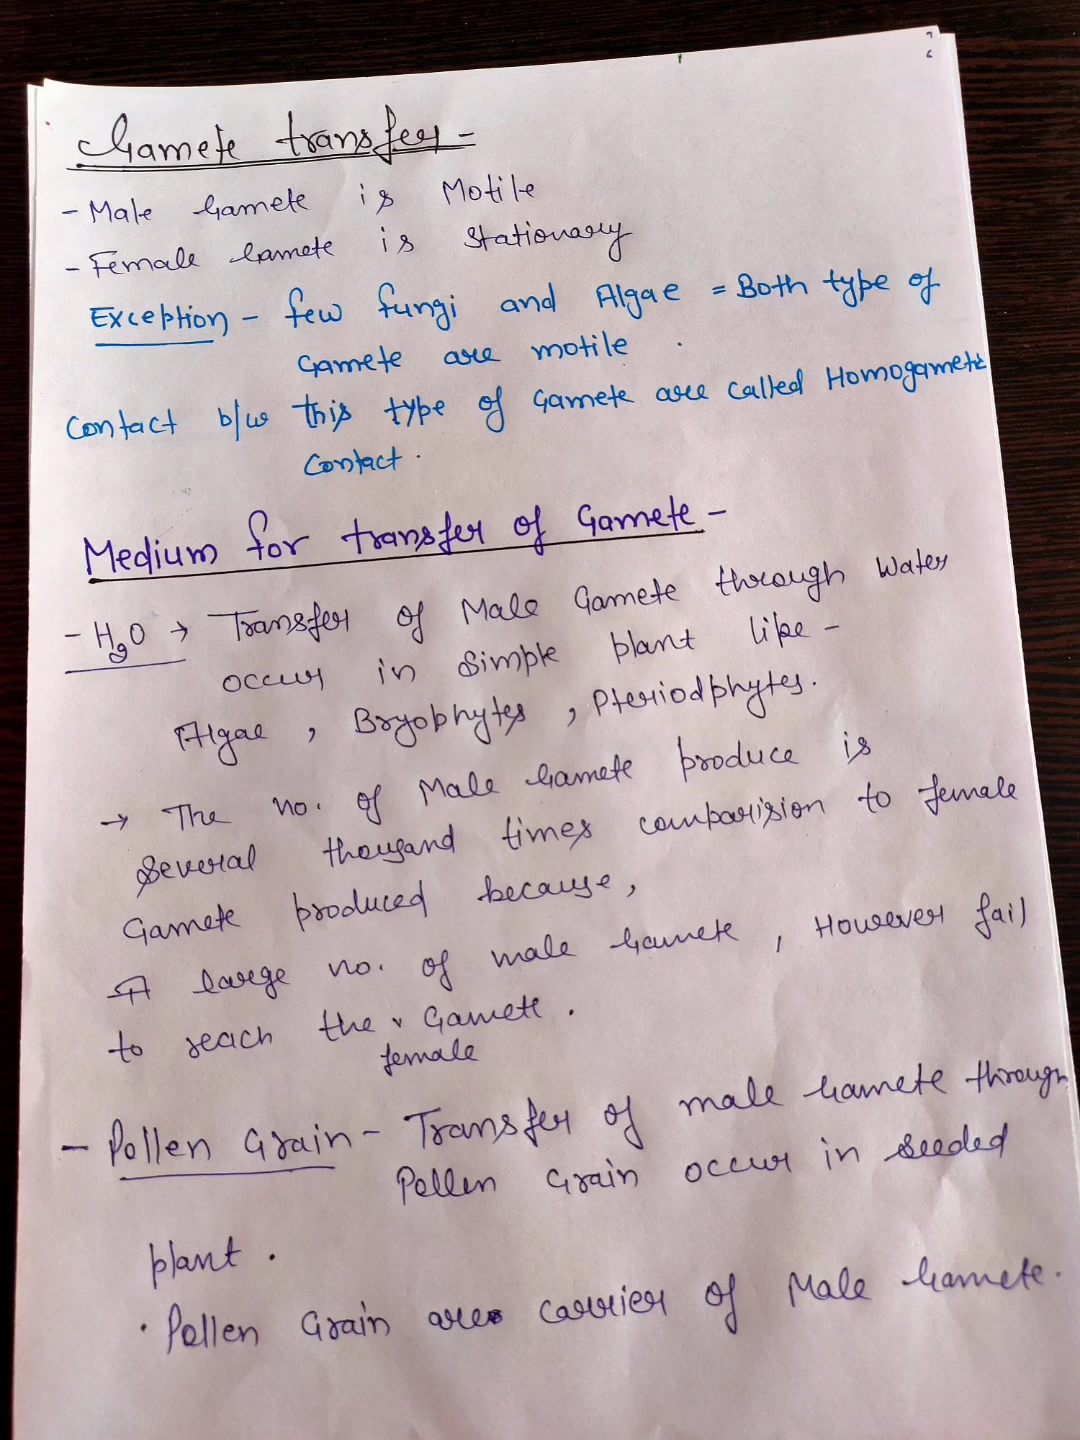 Gamete transfer -
- Male Gamete is Motile
- Female Gamete is Stationary
Exception - few fungi and Algae = Both type of
Gamete are motile.
Contact b/w this type of Gamete are called Homogamete
Contact.
Medium for transfer of Gamete -
- H2O → Transfer of Male Gamete through Water
occur in Simple plant like -
Algae, Bryophytes, Pteriodphytes.
→ The no. of Male Gamete produce is
Several thousand times comparision to female
Gamete produced because,
A large no. of male Gamete, However fail
to reach the ᵛ Gamete.
female
- Pollen Grain - Transfer of male Gamete through
Pollen Grain occur in seeded
plant.
• Pollen Grain are carrier of Male Gamete.